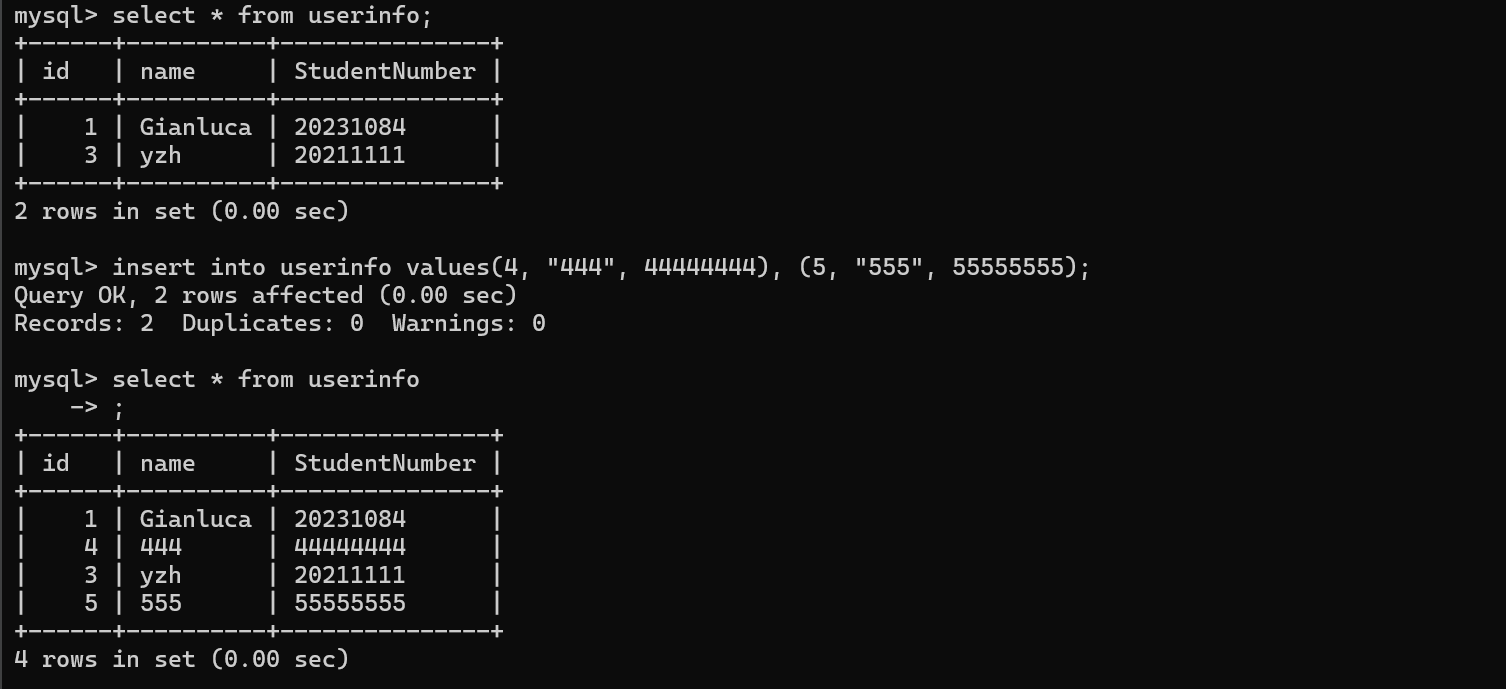 mysql> select * from userinfo;
+------+----------+---------------+
| id   | name     | StudentNumber |
+------+----------+---------------+
|    1 | Gianluca | 20231084      |
|    3 | yzh      | 20211111      |
+------+----------+---------------+
2 rows in set (0.00 sec)

mysql> insert into userinfo values(4, "444", 44444444), (5, "555", 55555555);
Query OK, 2 rows affected (0.00 sec)
Records: 2  Duplicates: 0  Warnings: 0

mysql> select * from userinfo
    -> ;
+------+----------+---------------+
| id   | name     | StudentNumber |
+------+----------+---------------+
|    1 | Gianluca | 20231084      |
|    4 | 444      | 44444444      |
|    3 | yzh      | 20211111      |
|    5 | 555      | 55555555      |
+------+----------+---------------+
4 rows in set (0.00 sec)